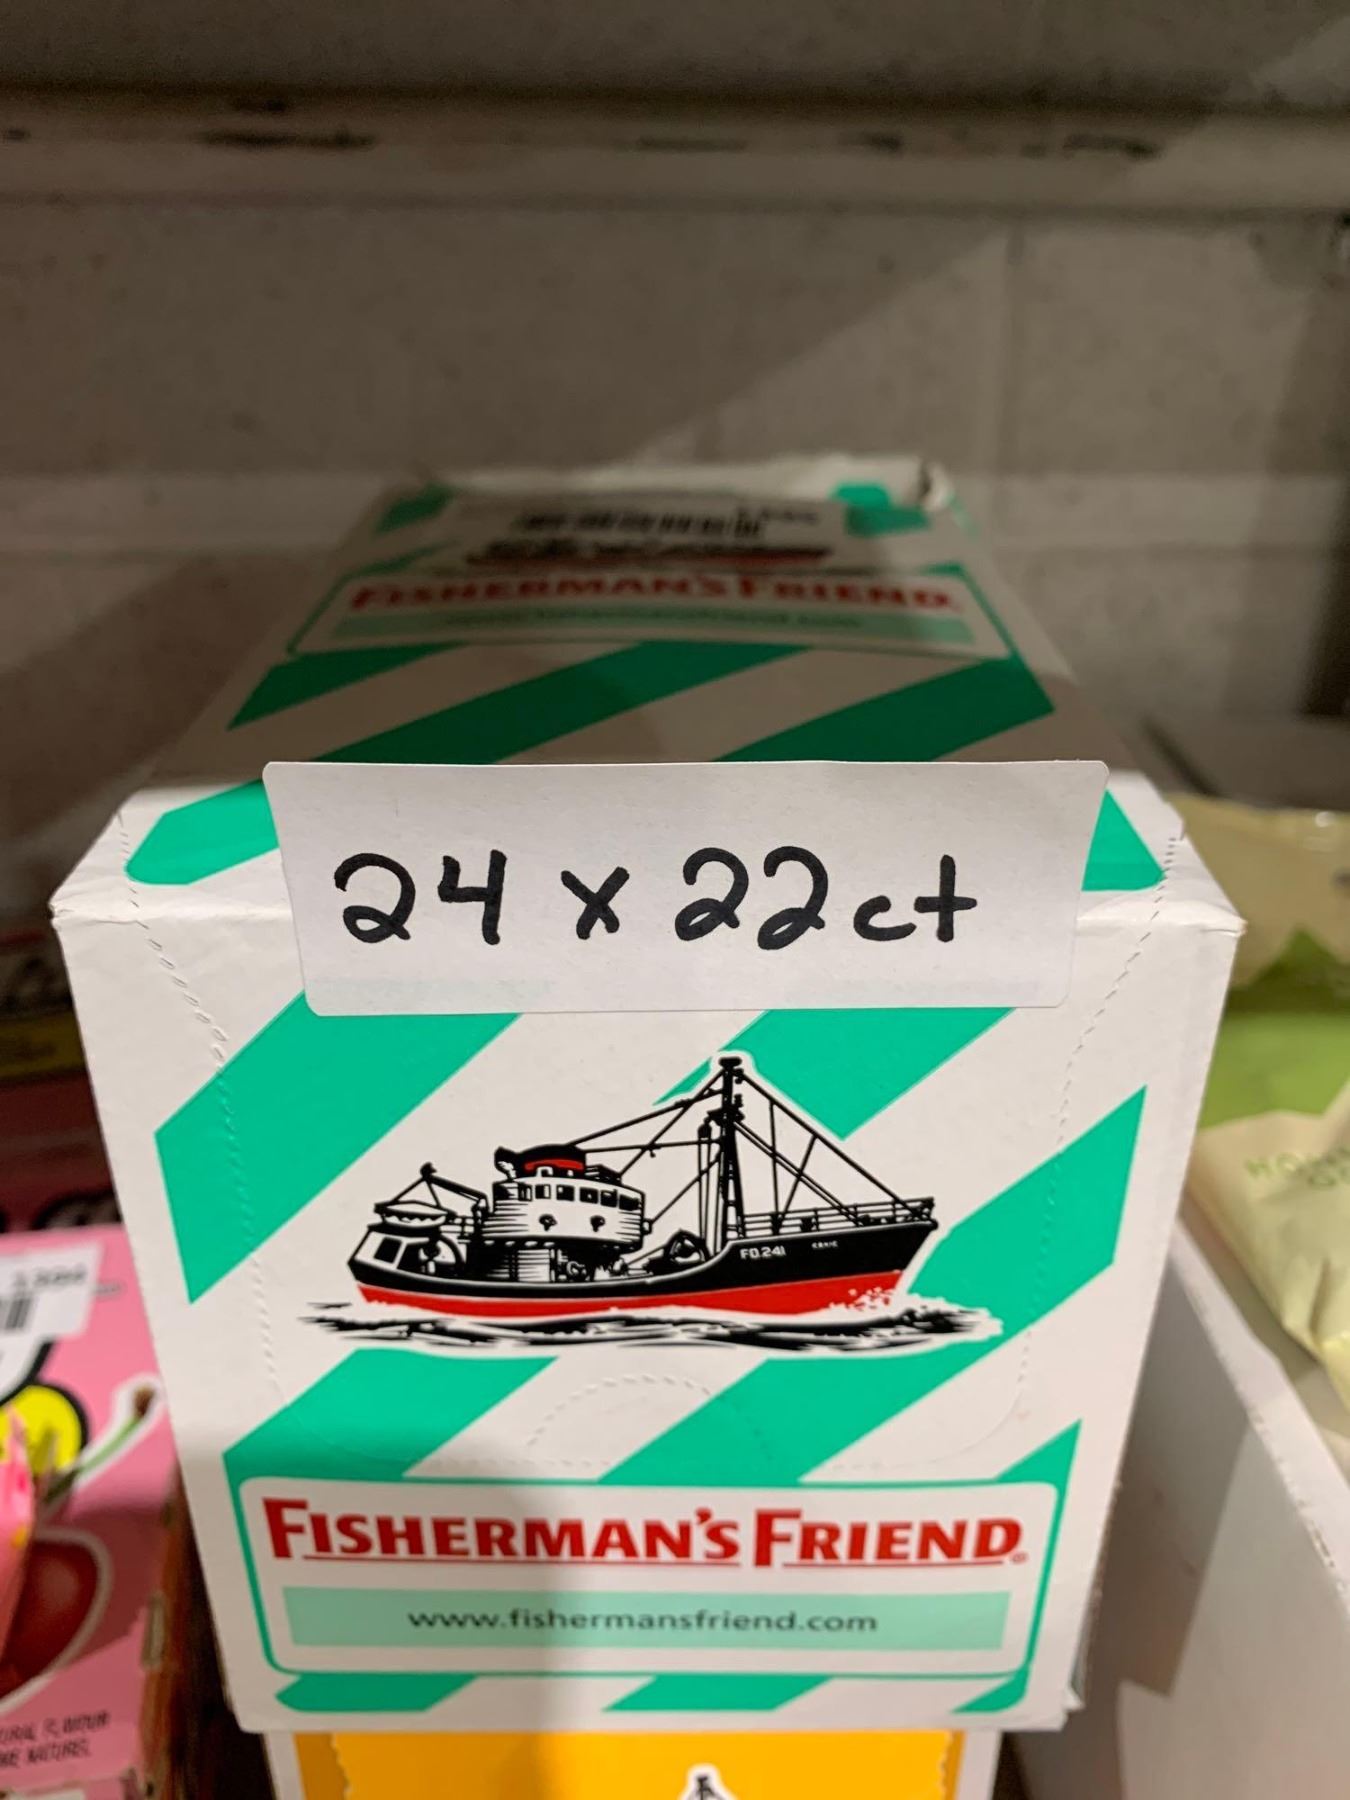 FISHERMAN'S FRIEND
24 x 22ct
FD.241
FISHERMAN'S FRIEND®
www.fishermansfriend.com